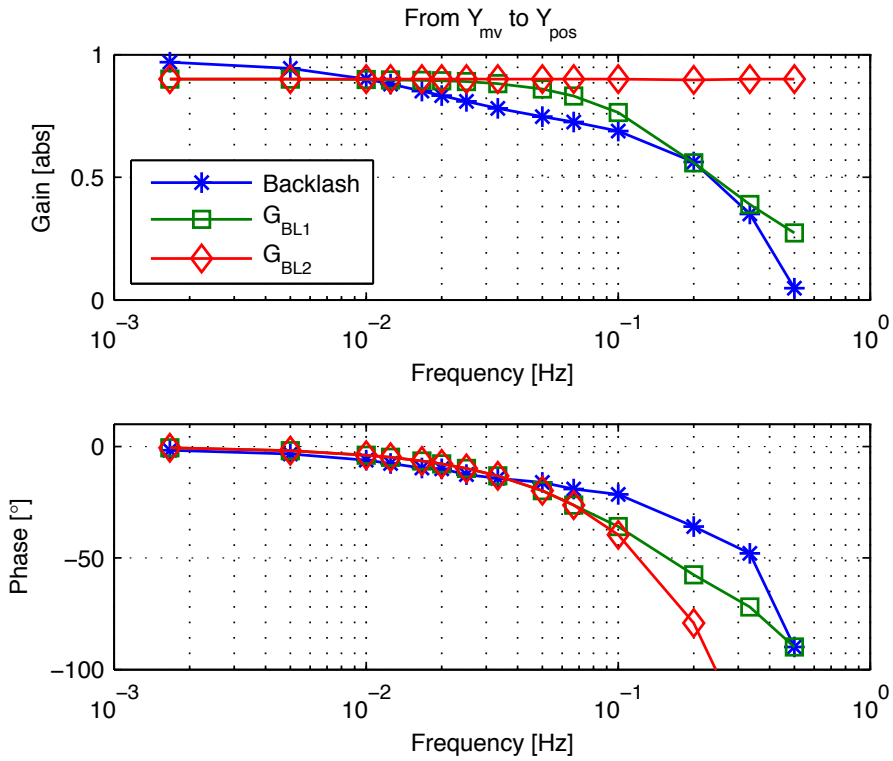 From Y_mv to Y_pos
1
0.5
0
Gain [abs]
Backlash
G_BL1
G_BL2
10^−3
10^−2
10^−1
10^0
Frequency [Hz]
0
−50
−100
Phase [°]
10^−3
10^−2
10^−1
10^0
Frequency [Hz]